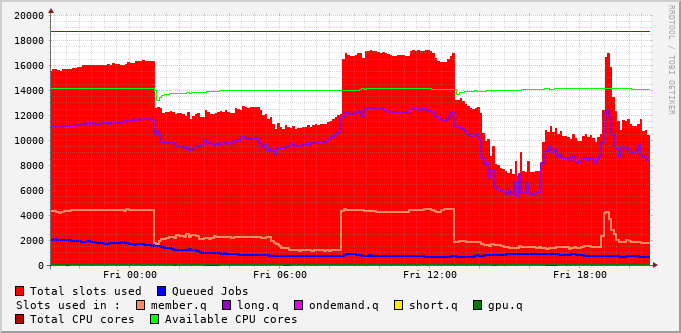 20000
18000
16000
14000
12000
10000
8000
6000
4000
2000
0
Fri 00:00 Fri 06:00 Fri 12:00 Fri 18:00
RRDTOOL / TOBI OETIKER
Total slots used Queued Jobs
Slots used in : member.q long.q ondemand.q short.q gpu.q
Total CPU cores Available CPU cores